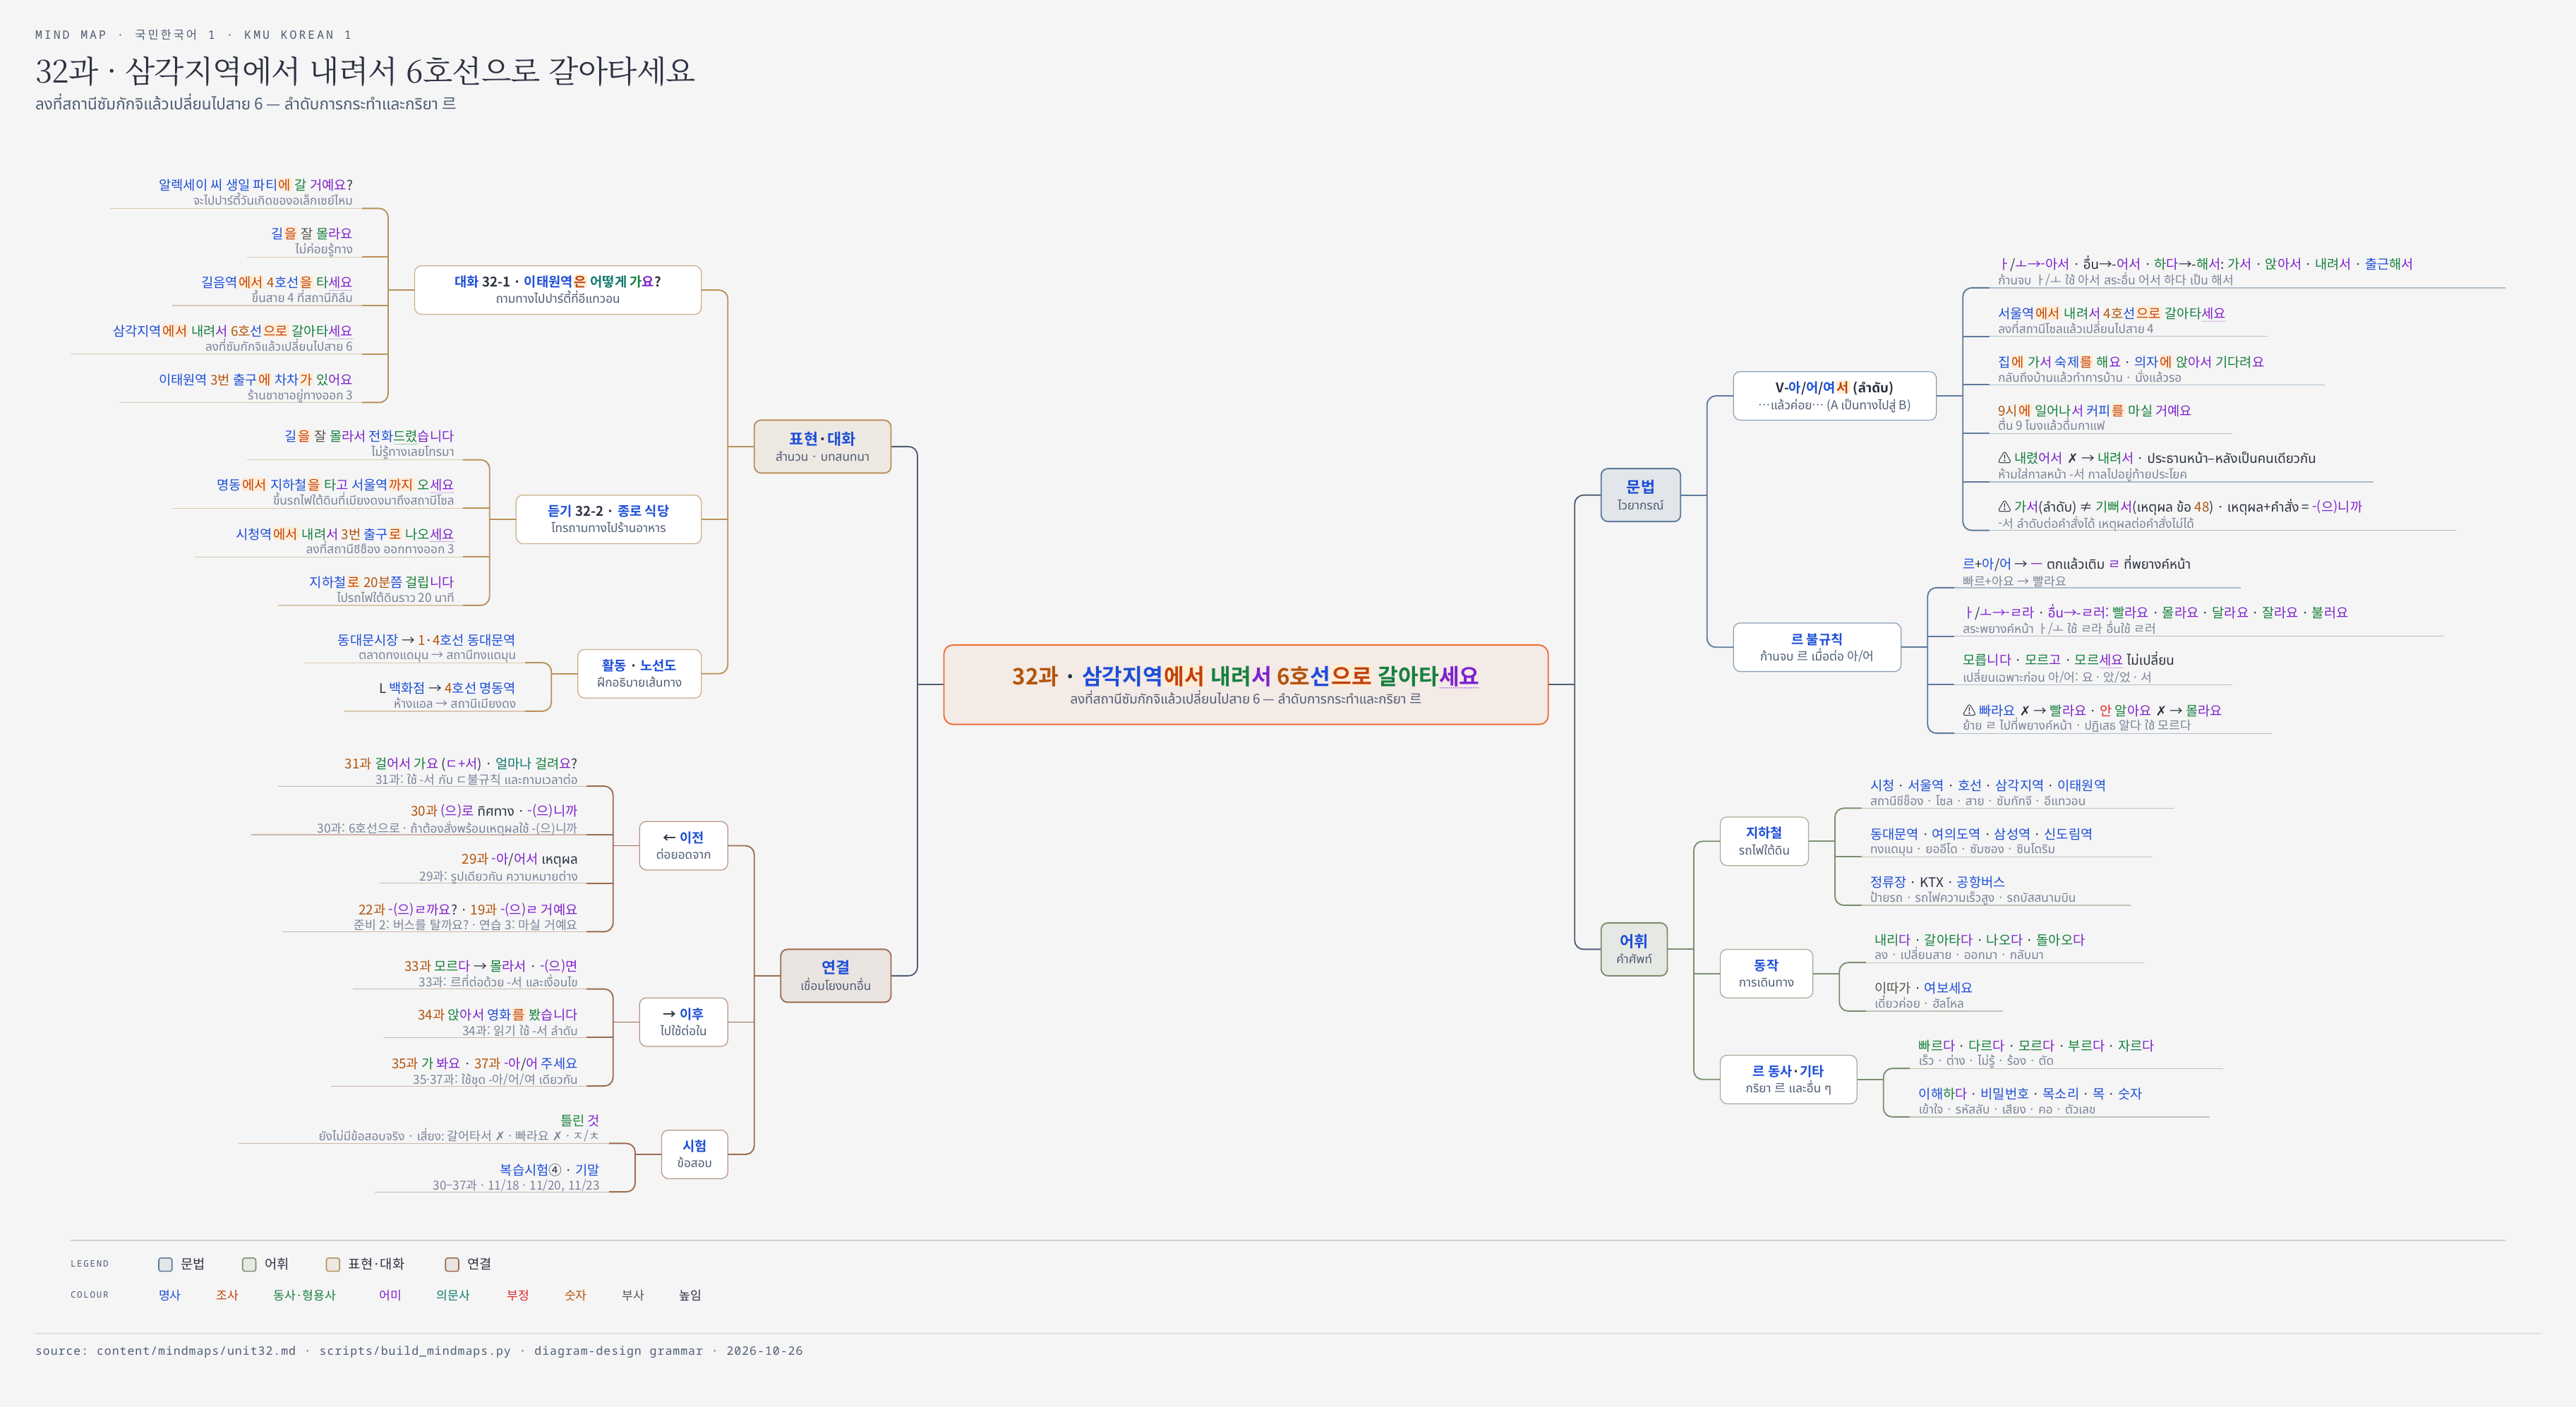 MIND MAP · 국민한국어 1 · KMU KOREAN 1
32과 · 삼각지역에서 내려서 6호선으로 갈아타세요
ลงที่สถานีซัมกักจิแล้วเปลี่ยนไปสาย 6 — ลำดับการกระทำและกริยา 르
알렉세이 씨 생일 파티에 갈 거예요?
จะไปปาร์ตี้วันเกิดของอเล็กเซย์ไหม
길을 잘 몰라요
ไม่ค่อยรู้ทาง
길음역에서 4호선을 타세요
ขึ้นสาย 4 ที่สถานีกิลึม
삼각지역에서 내려서 6호선으로 갈아타세요
ลงที่ซัมกักจิแล้วเปลี่ยนไปสาย 6
이태원역 3번 출구에 차차가 있어요
ร้านชาชาอยู่ทางออก 3
대화 32-1 · 이태원역은 어떻게 가요?
ถามทางไปปาร์ตี้ที่อีแทวอน
길을 잘 몰라서 전화드렸습니다
ไม่รู้ทางเลยโทรมา
명동에서 지하철을 타고 서울역까지 오세요
ขึ้นรถไฟใต้ดินที่เมียงดงมาถึงสถานีโซล
시청역에서 내려서 3번 출구로 나오세요
ลงที่สถานีชีช็อง ออกทางออก 3
지하철로 20분쯤 걸립니다
ไปรถไฟใต้ดินราว 20 นาที
듣기 32-2 · 종로 식당
โทรถามทางไปร้านอาหาร
동대문시장 → 1·4호선 동대문역
ตลาดทงแดมุน → สถานีทงแดมุน
L 백화점 → 4호선 명동역
ห้างแอล → สถานีเมียงดง
활동 · 노선도
ฝึกอธิบายเส้นทาง
표현·대화
สำนวน · บทสนทนา
31과 걸어서 가요 (ㄷ+서) · 얼마나 걸려요?
31과: ใช้ -서 กับ ㄷ불규칙 และถามเวลาต่อ
30과 (으)로 ทิศทาง · -(으)니까
30과: 6호선으로 · ถ้าต้องสั่งพร้อมเหตุผลใช้ -(으)니까
29과 -아/어서 เหตุผล
29과: รูปเดียวกัน ความหมายต่าง
22과 -(으)ㄹ까요? · 19과 -(으)ㄹ 거예요
준비 2: 버스를 탈까요? · 연습 3: 마실 거예요
← 이전
ต่อยอดจาก
33과 모르다 → 몰라서 · -(으)면
33과: 르ที่ต่อด้วย -서 และเงื่อนไข
34과 앉아서 영화를 봤습니다
34과: 읽기 ใช้ -서 ลำดับ
35과 가 봐요 · 37과 -아/어 주세요
35·37과: ใช้ชุด -아/어/여 เดียวกัน
→ 이후
ไปใช้ต่อใน
틀린 것
ยังไม่มีข้อสอบจริง · เสี่ยง: 갈어타서 ✗ · 빠라요 ✗ · ㅈ/ㅊ
복습시험④ · 기말
30–37과 · 11/18 · 11/20, 11/23
시험
ข้อสอบ
연결
เชื่อมโยงบทอื่น
32과 · 삼각지역에서 내려서 6호선으로 갈아타세요
ลงที่สถานีซัมกักจิแล้วเปลี่ยนไปสาย 6 — ลำดับการกระทำและกริยา 르
문법
ไวยากรณ์
V-아/어/여서 (ลำดับ)
…แล้วค่อย… (A เป็นทางไปสู่ B)
ㅏ/ㅗ→-아서 · อื่น→-어서 · 하다→-해서: 가서 · 앉아서 · 내려서 · 출근해서
ก้านจบ ㅏ/ㅗ ใช้ 아서 สระอื่น 어서 하다 เป็น 해서
서울역에서 내려서 4호선으로 갈아타세요
ลงที่สถานีโซลแล้วเปลี่ยนไปสาย 4
집에 가서 숙제를 해요 · 의자에 앉아서 기다려요
กลับถึงบ้านแล้วทำการบ้าน · นั่งแล้วรอ
9시에 일어나서 커피를 마실 거예요
ตื่น 9 โมงแล้วดื่มกาแฟ
⚠ 내렸어서 ✗ → 내려서 · ประธานหน้า–หลังเป็นคนเดียวกัน
ห้ามใส่กาลหน้า -서 กาลไปอยู่ท้ายประโยค
⚠ 가서(ลำดับ) ≠ 기뻐서(เหตุผล ข้อ 48) · เหตุผล+คำสั่ง = -(으)니까
-서 ลำดับต่อคำสั่งได้ เหตุผลต่อคำสั่งไม่ได้
르 불규칙
ก้านจบ 르 เมื่อต่อ 아/어
르+아/어 → ㅡ ตกแล้วเติม ㄹ ที่พยางค์หน้า
빠르+아요 → 빨라요
ㅏ/ㅗ→-ㄹ라 · อื่น→-ㄹ러: 빨라요 · 몰라요 · 달라요 · 잘라요 · 불러요
สระพยางค์หน้า ㅏ/ㅗ ใช้ ㄹ라 อื่นใช้ ㄹ러
모릅니다 · 모르고 · 모르세요 ไม่เปลี่ยน
เปลี่ยนเฉพาะก่อน 아/어: 요 · 았/었 · 서
⚠ 빠라요 ✗ → 빨라요 · 안 알아요 ✗ → 몰라요
ย้าย ㄹ ไปที่พยางค์หน้า · ปฏิเสธ 알다 ใช้ 모르다
어휘
คำศัพท์
지하철
รถไฟใต้ดิน
시청 · 서울역 · 호선 · 삼각지역 · 이태원역
สถานีชีช็อง · โซล · สาย · ซัมกักจี · อีแทวอน
동대문역 · 여의도역 · 삼성역 · 신도림역
ทงแดมุน · ยออีโด · ซัมซอง · ชินโดริม
정류장 · KTX · 공항버스
ป้ายรถ · รถไฟความเร็วสูง · รถบัสสนามบิน
동작
การเดินทาง
내리다 · 갈아타다 · 나오다 · 돌아오다
ลง · เปลี่ยนสาย · ออกมา · กลับมา
이따가 · 여보세요
เดี๋ยวค่อย · ฮัลโหล
르 동사·기타
กริยา 르 และอื่น ๆ
빠르다 · 다르다 · 모르다 · 부르다 · 자르다
เร็ว · ต่าง · ไม่รู้ · ร้อง · ตัด
이해하다 · 비밀번호 · 목소리 · 목 · 숫자
เข้าใจ · รหัสลับ · เสียง · คอ · ตัวเลข
LEGEND 문법 어휘 표현·대화 연결
COLOUR 명사 조사 동사·형용사 어미 의문사 부정 숫자 부사 높임
source: content/mindmaps/unit32.md · scripts/build_mindmaps.py · diagram-design grammar · 2026-10-26